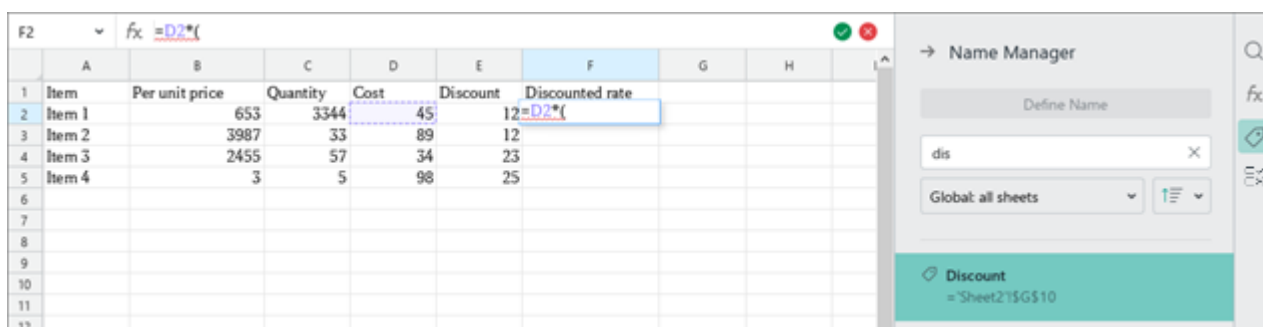 F2 fx =D2*(
A B C D E F G H
1 Item Per unit price Quantity Cost Discount Discounted rate
2 Item 1 653 3344 45 12 =D2*(
3 Item 2 3987 33 89 12
4 Item 3 2455 57 34 23
5 Item 4 3 5 98 25
6
7
8
9
10
11
→ Name Manager
Define Name
dis
Global: all sheets
Discount
='Sheet2'!$G$10
fx